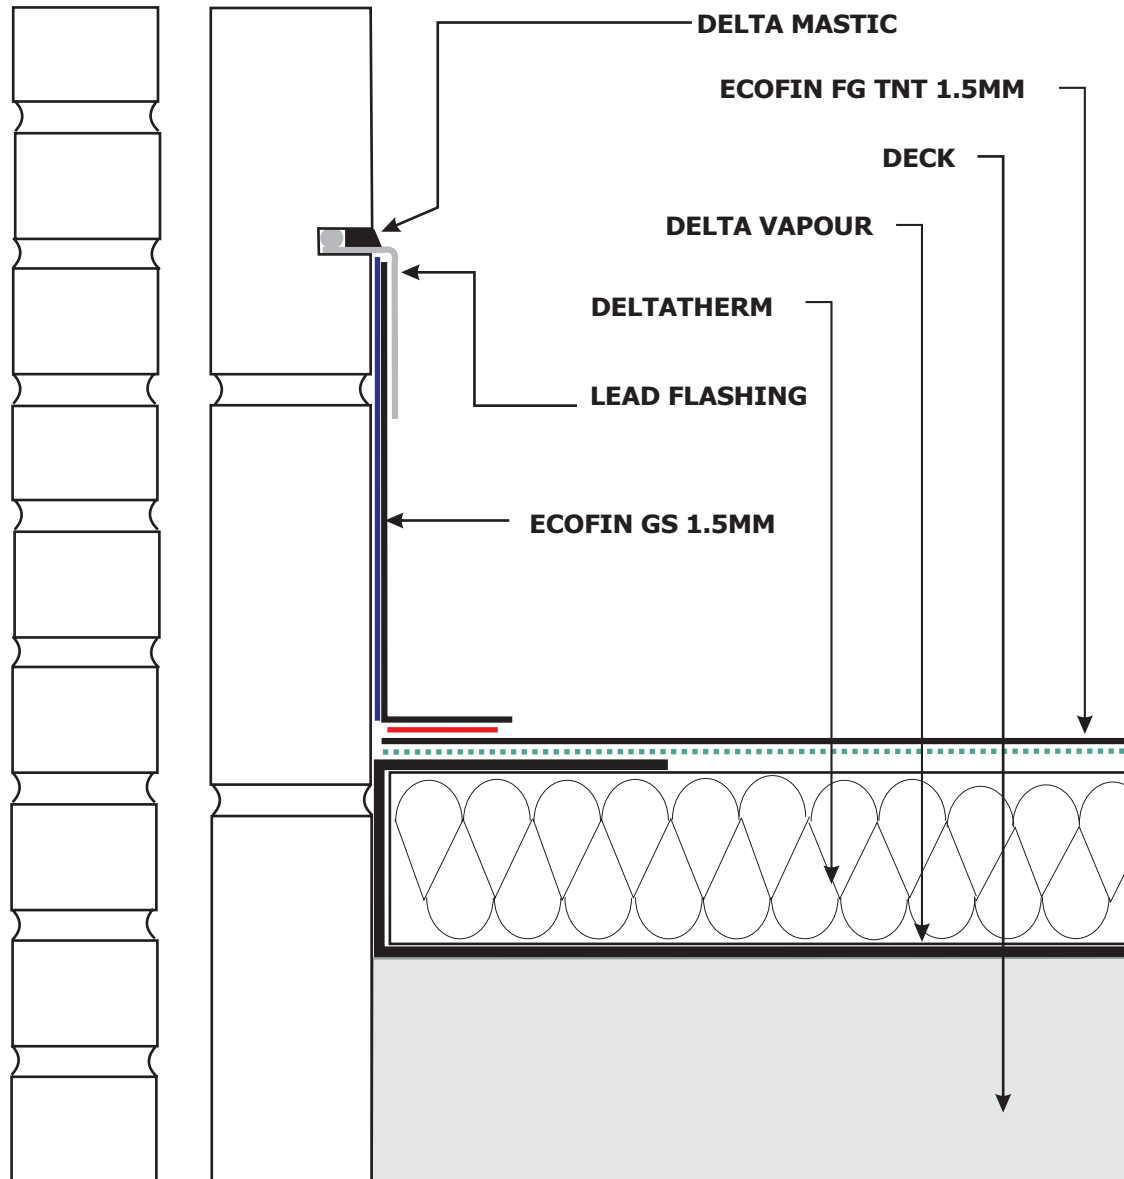 DELTA MASTIC
ECOFIN FG TNT 1.5MM
DECK
DELTA VAPOUR
DELTATHERM
LEAD FLASHING
ECOFIN GS 1.5MM